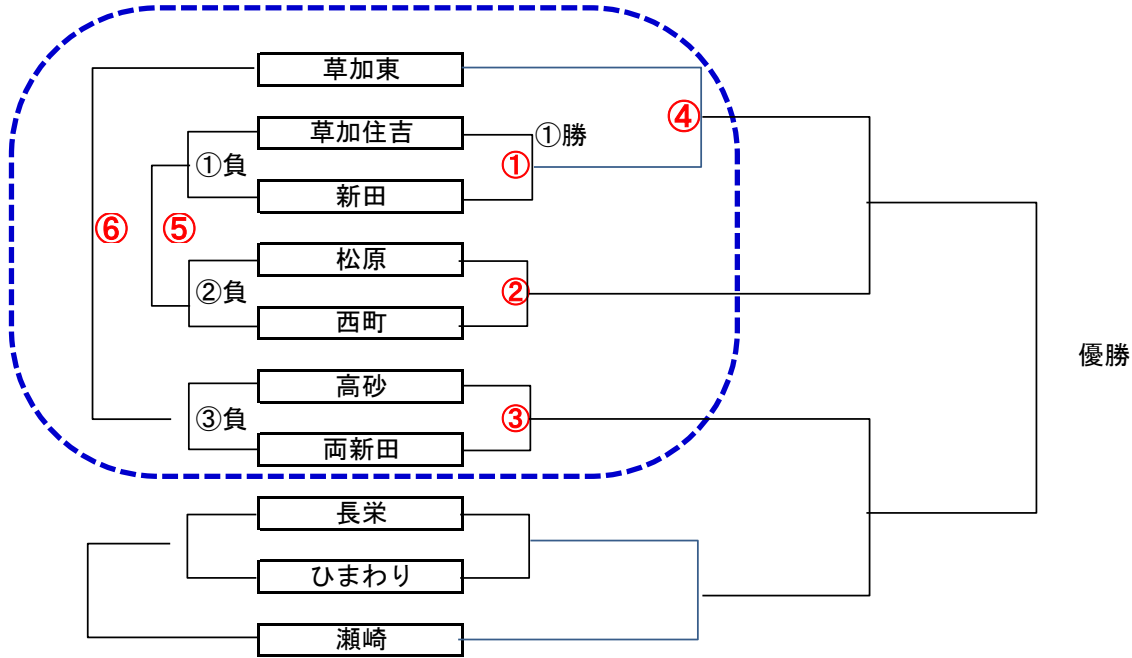 草加東
④
草加住吉
①勝
①負
①
新田
⑥
⑤
松原
②負
②
西町
優勝
高砂
③負
③
両新田
長栄
ひまわり
瀬崎